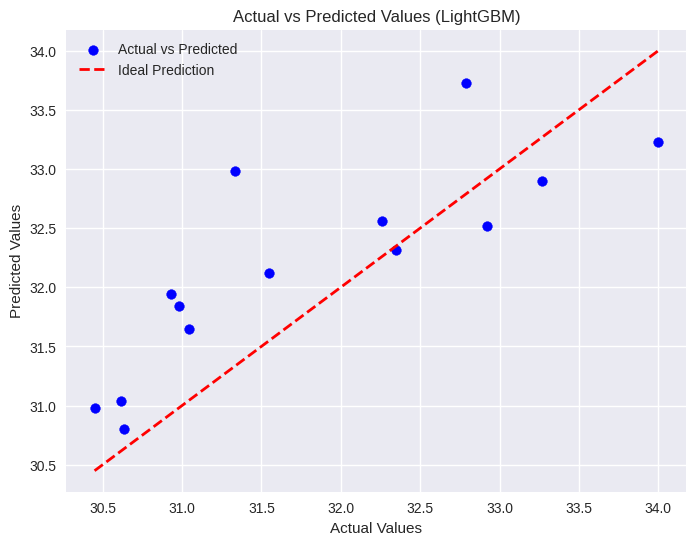 Actual vs Predicted Values (LightGBM)
Actual vs Predicted
Ideal Prediction
Predicted Values
34.0
33.5
33.0
32.5
32.0
31.5
31.0
30.5
30.5 31.0 31.5 32.0 32.5 33.0 33.5 34.0
Actual Values